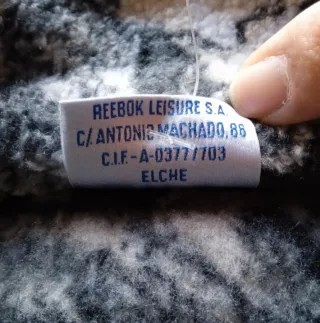 REEBOK LEISURE S.A.
C/. ANTONIO MACHADO, 88
C.I.F.-A-03777703
ELCHE